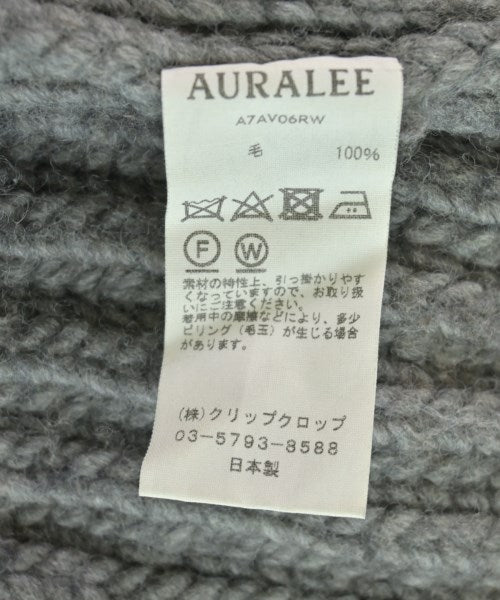 AURALEE
A7AV06RW
毛 100%
F W
素材の特性上、引っ掛かりやす
くなっていますので、お取り扱
いにご注意ください。
着用中の摩擦などにより、多少
ピリング(毛玉)が生じる場合
があります。
(株)クリップクロップ
03-5793-8588
日本製